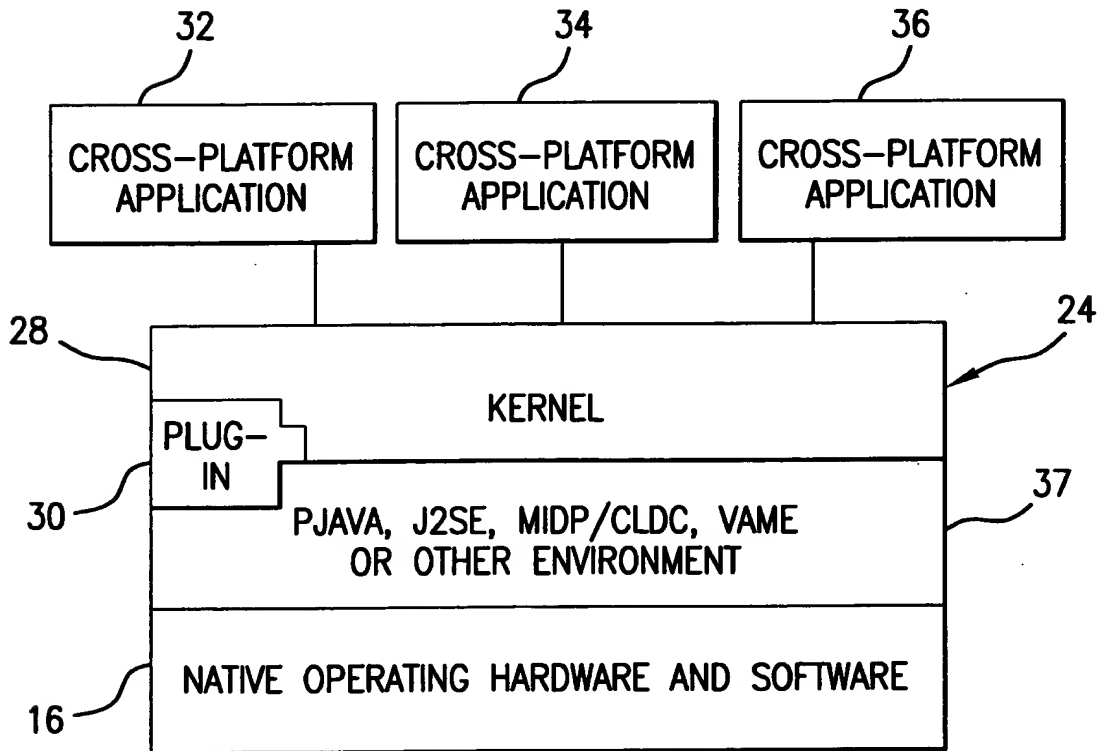 32
34
36
CROSS-PLATFORM
APPLICATION
CROSS-PLATFORM
APPLICATION
CROSS-PLATFORM
APPLICATION
28
24
KERNEL
PLUG-
IN
30
37
PJAVA, J2SE, MIDP/CLDC, VAME
OR OTHER ENVIRONMENT
NATIVE OPERATING HARDWARE AND SOFTWARE
16